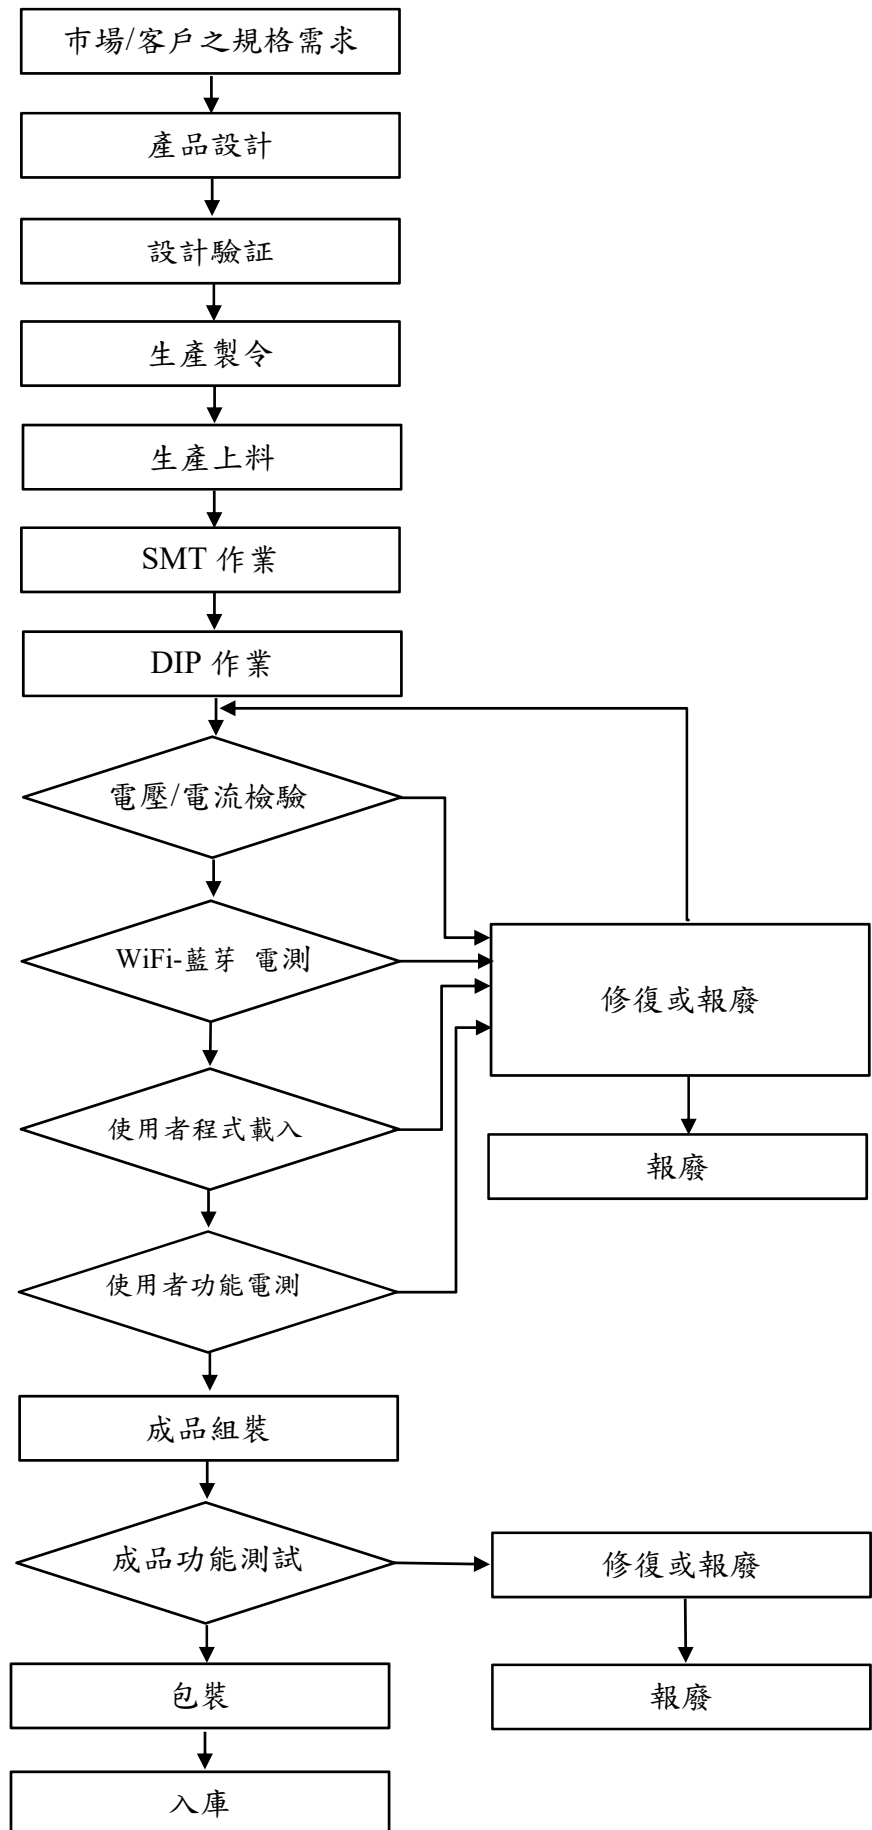 市場/客戶之規格需求
產品設計
設計驗証
生產製令
生產上料
SMT 作業
DIP 作業
電壓/電流檢驗
WiFi-藍芽 電測
修復或報廢
使用者程式載入
報廢
使用者功能電測
成品組裝
成品功能測試
修復或報廢
包裝
報廢
入庫